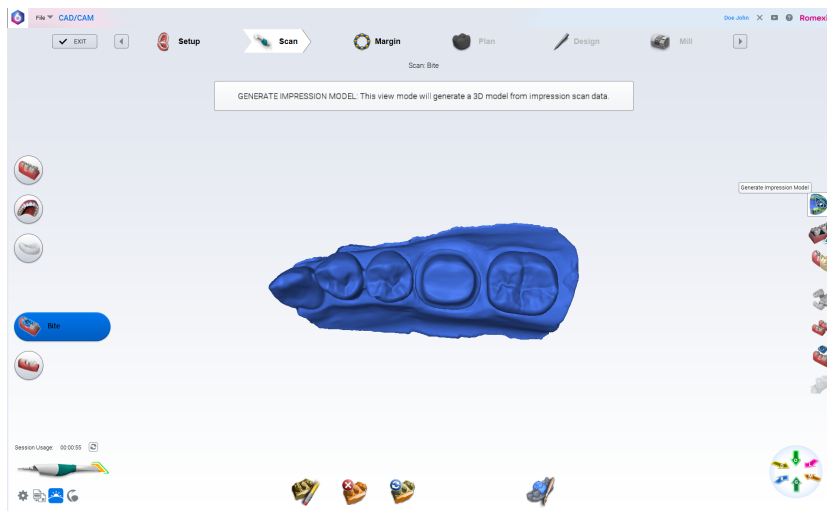 File CAD/CAM
Doe John
Romexi
EXIT
Setup
Scan
Margin
Plan
Design
Mill
Scan: Bite
GENERATE IMPRESSION MODEL: This view mode will generate a 3D model from impression scan data.
Generate Impression Model
Bite
Session Usage: 00:00:55